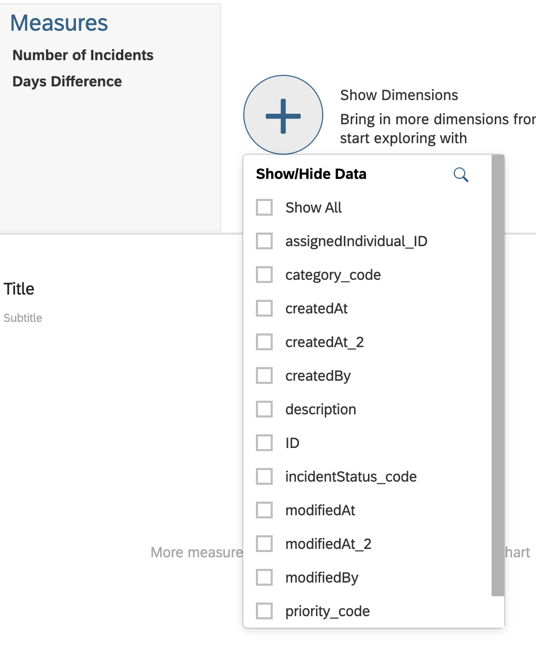 Measures
Number of Incidents
Days Difference
Show Dimensions
Bring in more dimensions from
start exploring with
Show/Hide Data
Show All
assignedIndividual_ID
category_code
createdAt
createdAt_2
createdBy
description
ID
incidentStatus_code
modifiedAt
modifiedAt_2
modifiedBy
priority_code
Title
Subtitle
More measure
hart